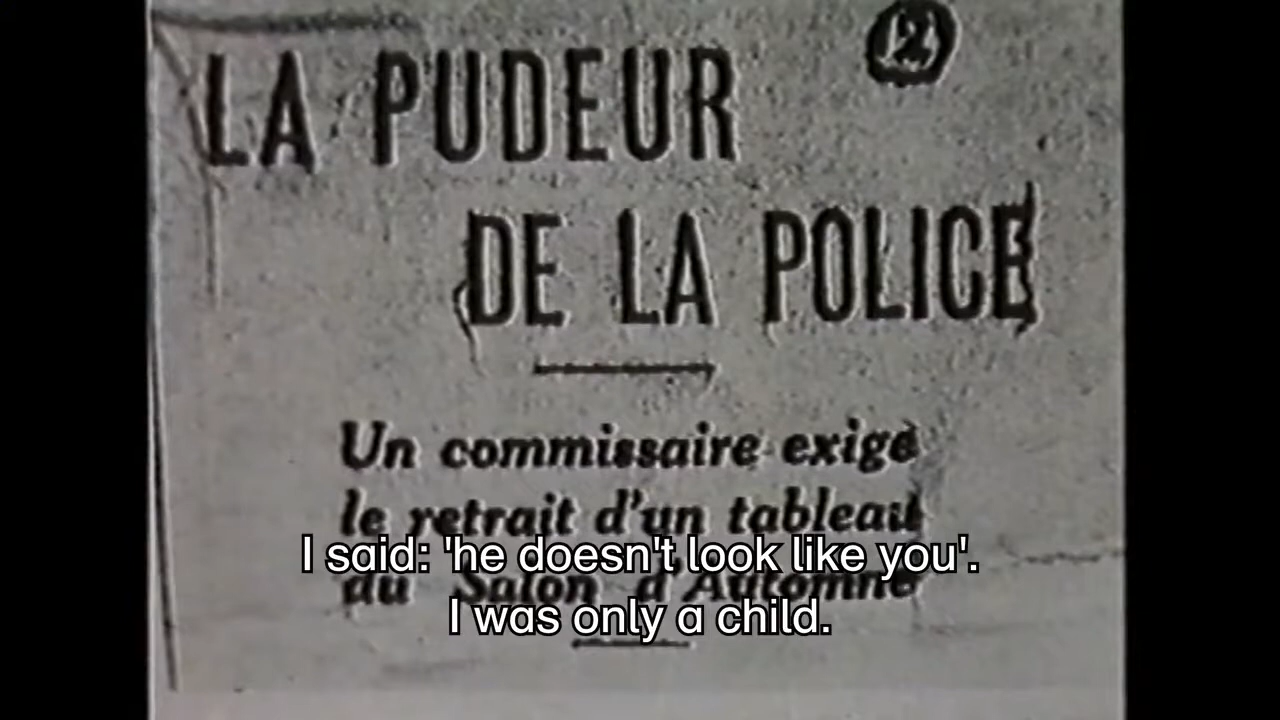 12
LA PUDEUR
DE LA POLICE
Un commissaire exige
le retrait d'un tableau
du Salon d'Automne
I said: 'he doesn't look like you'.
I was only a child.